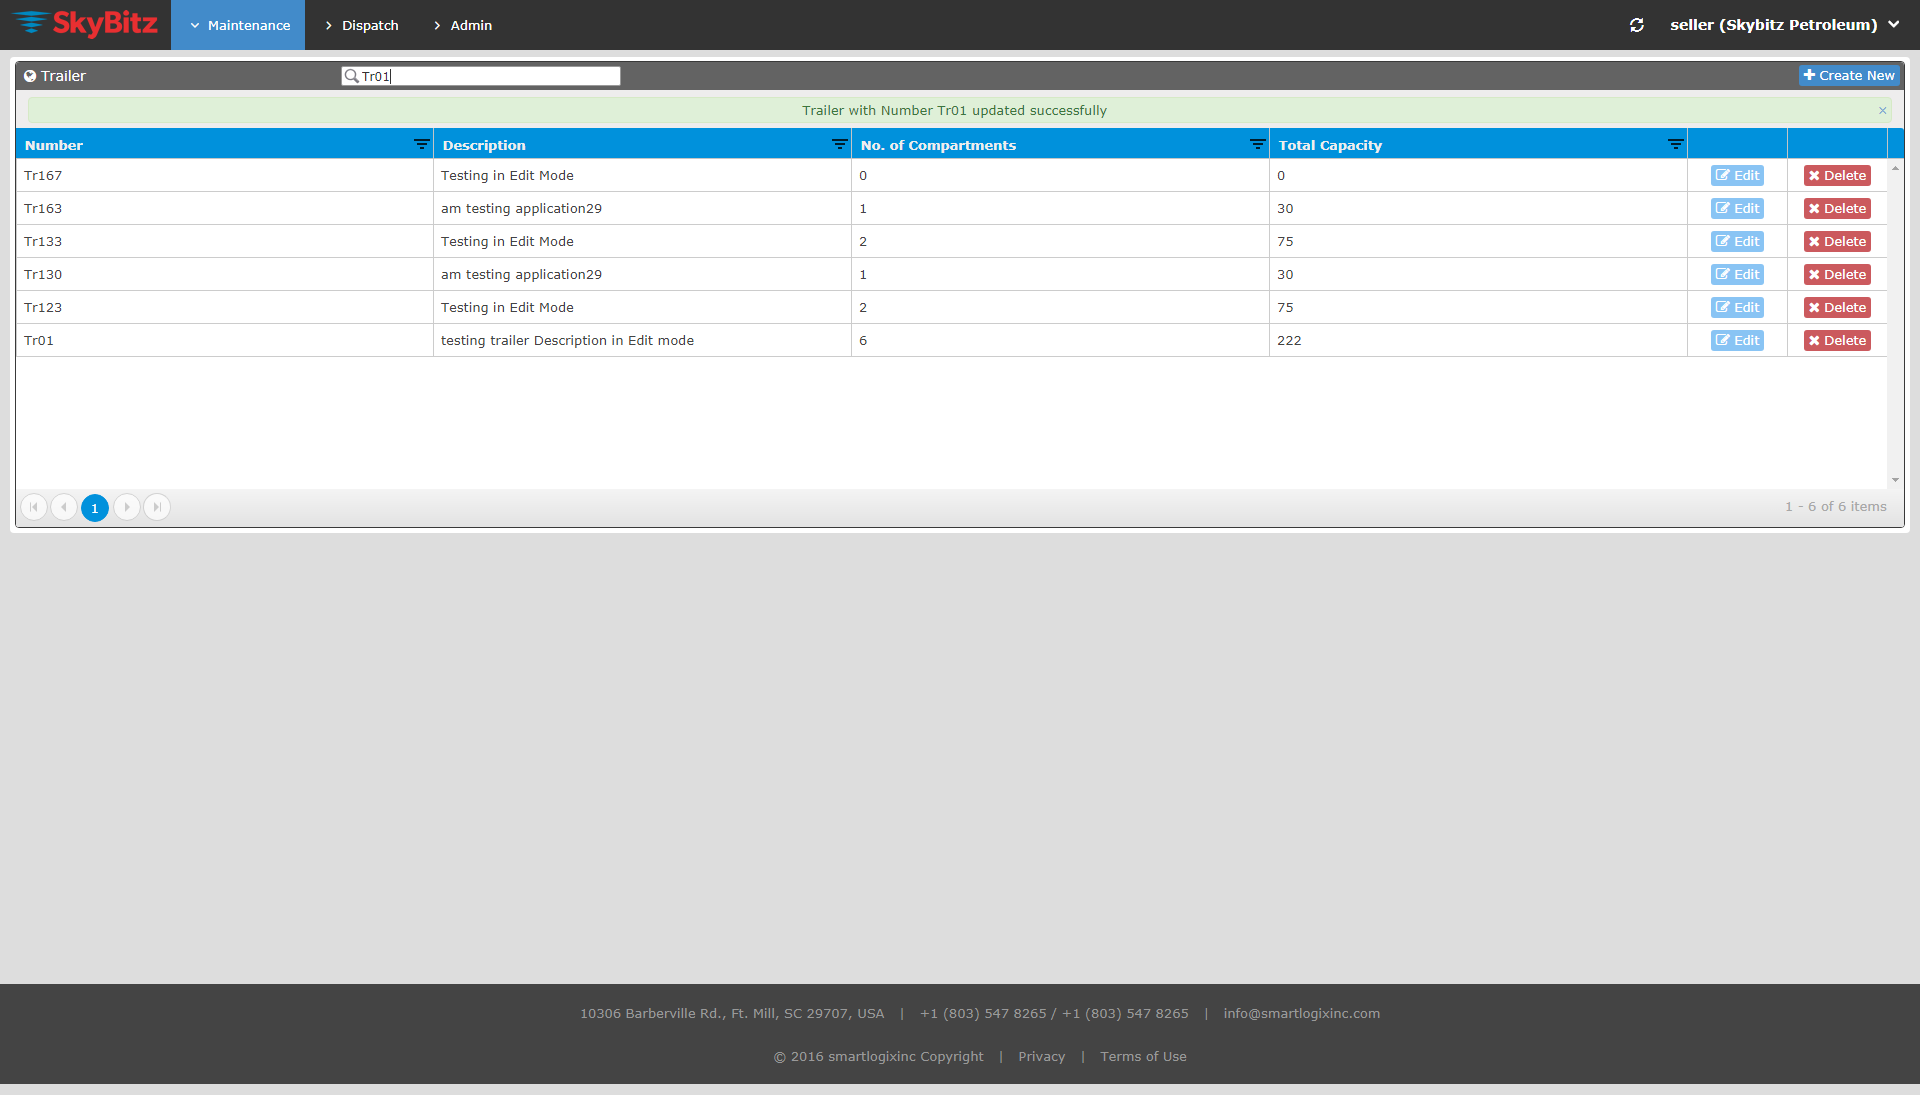 SkyBitz Maintenance Dispatch Admin seller (Skybitz Petroleum)
Trailer Tr01 Create New
Trailer with Number Tr01 updated successfully ×
Number Description No. of Compartments Total Capacity
Tr167 Testing in Edit Mode 0 0 Edit Delete
Tr163 am testing application29 1 30 Edit Delete
Tr133 Testing in Edit Mode 2 75 Edit Delete
Tr130 am testing application29 1 30 Edit Delete
Tr123 Testing in Edit Mode 2 75 Edit Delete
Tr01 testing trailer Description in Edit mode 6 222 Edit Delete
1 1 - 6 of 6 items
10306 Barberville Rd., Ft. Mill, SC 29707, USA | +1 (803) 547 8265 / +1 (803) 547 8265 | info@smartlogixinc.com
© 2016 smartlogixinc Copyright | Privacy | Terms of Use